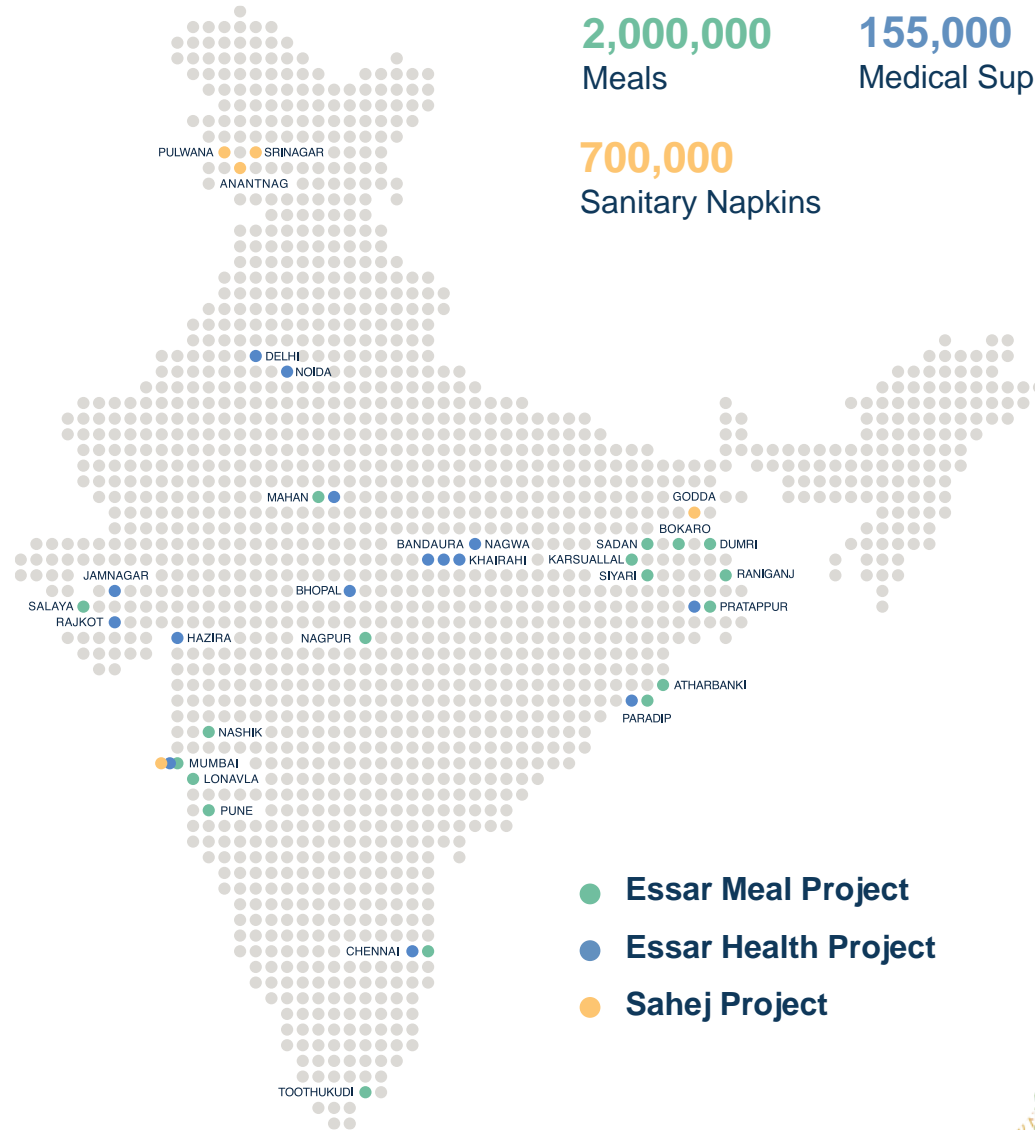 2,000,000
Meals
155,000
Medical Sup
700,000
Sanitary Napkins
PULWANA
SRINAGAR
ANANTNAG
DELHI
NOIDA
MAHAN
GODDA
BOKARO
BANDAURA
NAGWA
SADAN
DUMRI
KHAIRAHI
KARSUALLAL
JAMNAGAR
SIYARI
RANIGANJ
BHOPAL
SALAYA
PRATAPPUR
RAJKOT
HAZIRA
NAGPUR
ATHARBANKI
PARADIP
NASHIK
MUMBAI
LONAVLA
PUNE
CHENNAI
TOOTHUKUDI
Essar Meal Project
Essar Health Project
Sahej Project